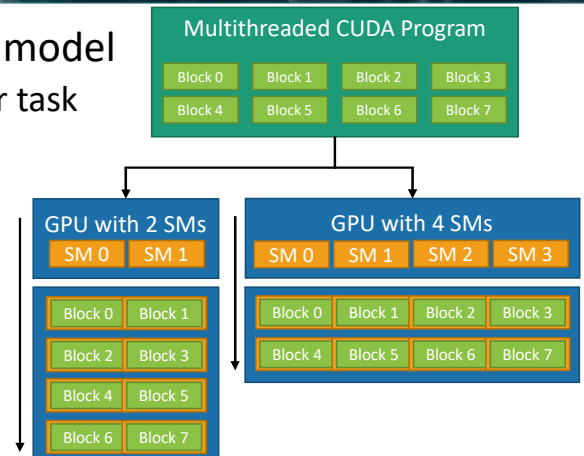 model
r task
Multithreaded CUDA Program
Block 0 Block 1 Block 2 Block 3
Block 4 Block 5 Block 6 Block 7
GPU with 2 SMs
SM 0 SM 1
Block 0 Block 1
Block 2 Block 3
Block 4 Block 5
Block 6 Block 7
GPU with 4 SMs
SM 0 SM 1 SM 2 SM 3
Block 0 Block 1 Block 2 Block 3
Block 4 Block 5 Block 6 Block 7